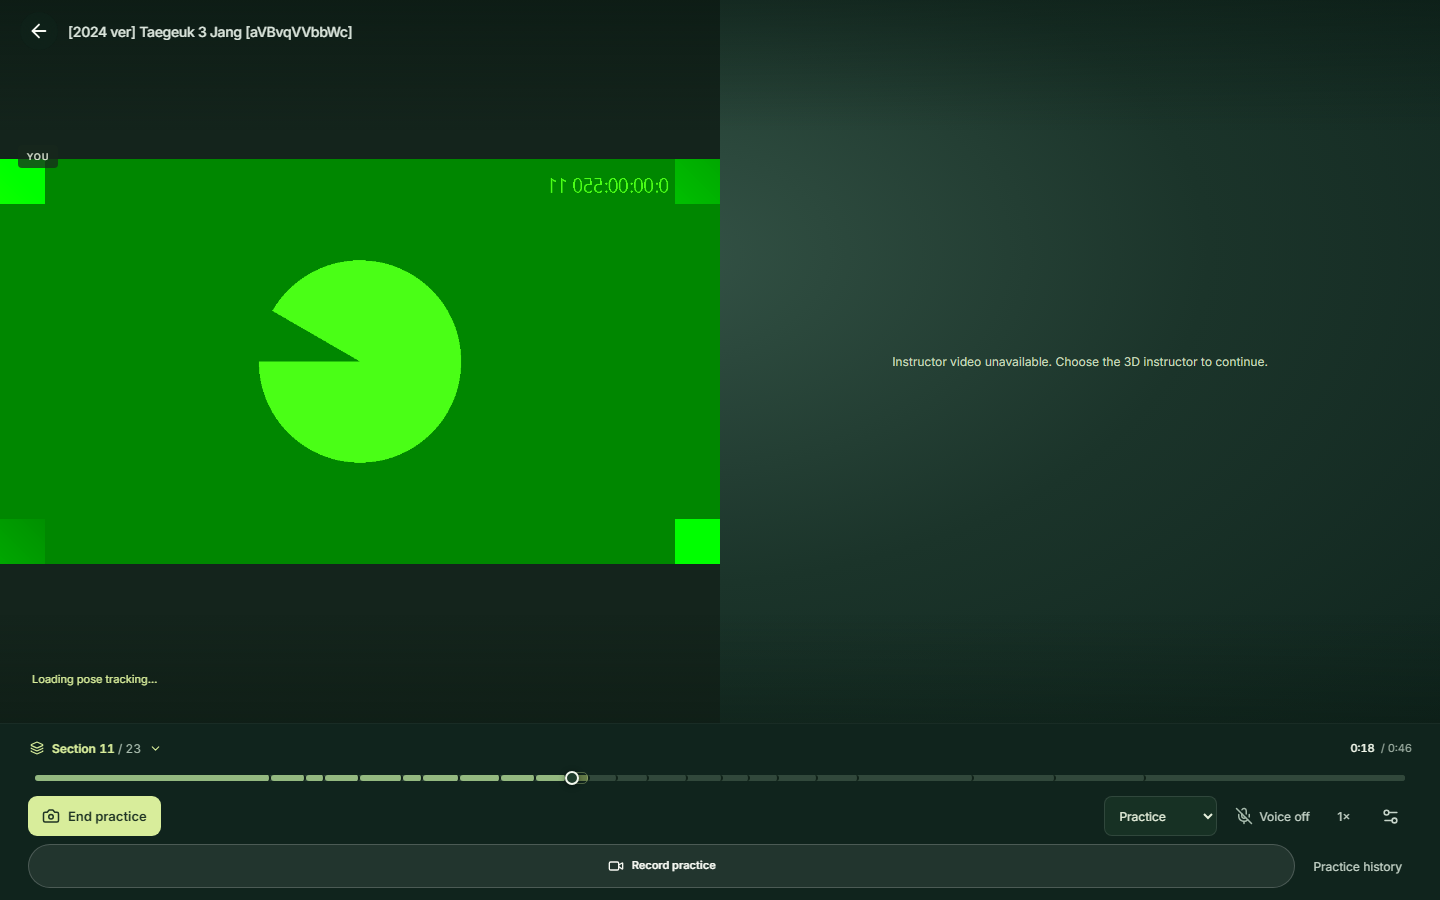 [2024 ver] Taegeuk 3 Jang [aVBvqVVbbWc]
YOU
0:00:00:550 11
Instructor video unavailable. Choose the 3D instructor to continue.
Loading pose tracking...
Section 11 / 23
0:18 / 0:46
End practice
Practice
Voice off
1×
Record practice
Practice history